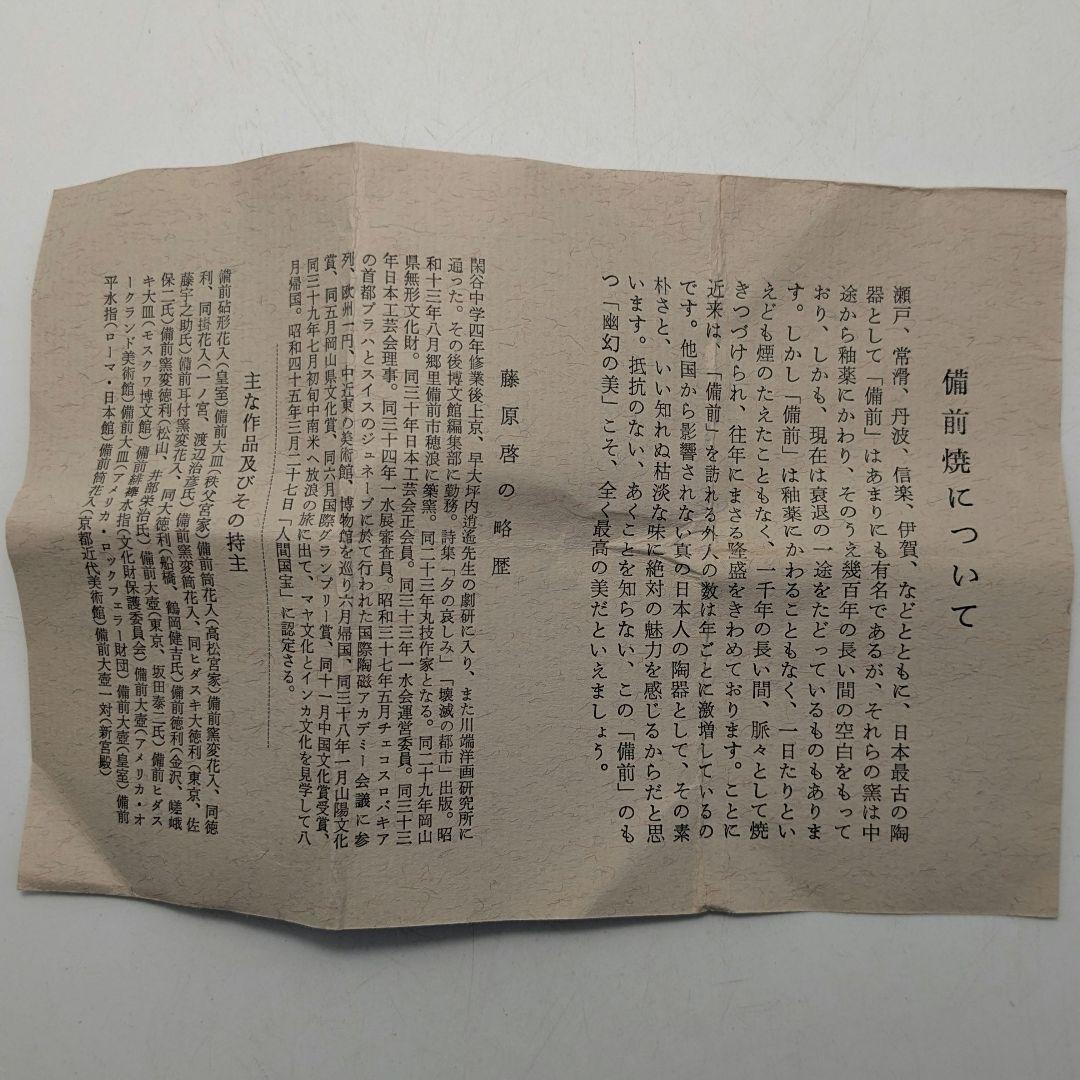 備前焼について
瀬戸、常滑、丹波、信楽、伊賀、などとともに、日本最古の陶
器として「備前」はあまりにも有名であるが、それらの窯は中
途から釉薬にかわり、そのうえ幾百年の長い間の空白をもって
おり、しかも、現在は衰退の一途をたどっているものもありま
す。しかし「備前」は釉薬にかわることもなく、一日たりとい
えども煙のたえたこともなく、一千年の長い間、脈々として焼
きつづけられ、往年にまさる隆盛をきわめております。ことに
近来は、「備前」を訪れる外人の数は年ごとに激増しているの
です。他国から影響されない真の日本人の陶器として、その素
朴さと、いい知れぬ枯淡な味に絶対の魅力を感じるからだと思
います。抵抗のない、あくことを知らない、この「備前」のも
つ「幽幻の美」こそ、全く最高の美だといえましょう。
藤原啓の略歴
閑谷中学四年修業後上京、早大坪内逍遙先生の劇研に入り、また川端洋画研究所に
通った。その後博文館編集部に勤務。詩集「夕の哀しみ」「壊滅の都市」出版。昭
和十三年八月郷里備前市穂浪に築窯。同二十三年丸技作家となる。同二十九年岡山
県無形文化財。同三十年日本工芸会正会員。同三十三年一水会運営委員。同三十三
年日本工芸会理事。同三十四年一水展審査員。昭和三十七年五月チェコスロバキア
の首都プラハとスイスのジュネーブに於て行われた国際陶磁アカデミー会議に参
列、欧州一円、中近東の美術館、博物館を巡り六月帰国、同三十八年一月山陽文化
賞、同五月岡山県文化賞、同六月国際グランプリー賞、同十一月中国文化賞受賞、
同三十九年七月初旬中南米へ放浪の旅に出て、マヤ文化とインカ文化を見学して八
月帰国。昭和四十五年三月二十七日「人間国宝」に認定さる。
主な作品及びその持主
備前砧形花入(皇室)備前大皿(秩父宮家)備前筒花入(高松宮家)備前窯変花入、同徳
利、同掛花入(一ノ宮、渡辺治彦氏)備前窯変筒花入、同ヒダスキ大徳利(東京、佐
藤宇之助氏)備前耳付窯変花入、同大徳利(船橋、鶴岡健吉氏)備前徳利(金沢、嵯峨
保二氏)備前窯変徳利(松山、井部栄治氏)備前大壺(東京、坂田泰二氏)備前ヒダス
キ大皿(モスクワ博文館)備前緋襷水指(文化財保護委員会)備前大壺(アメリカ・オ
ークランド美術館)備前大皿(アメリカ・ロックフェラー財団)備前大壺(皇室)備前
平水指(ローマ・日本館)備前筒花入(京都近代美術館)備前大壺一対(新宮殿)